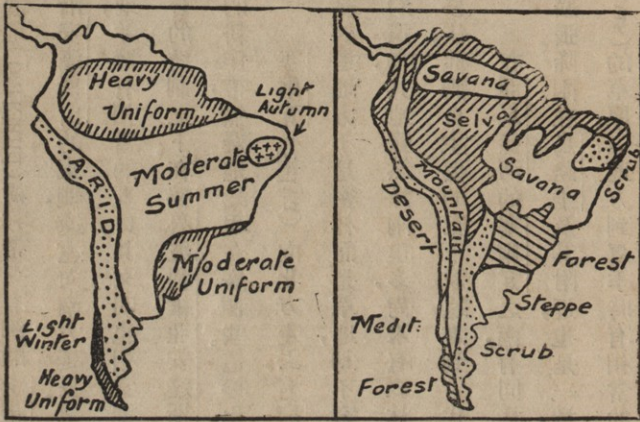 Heavy
Uniform
Light
Autumn
Moderate
Summer
ARID
Moderate
Uniform
Light
Winter
Heavy
Uniform
Savana
Selva
Savana
Scrub
Mountain
Desert
Forest
Steppe
Medit:
Scrub
Forest